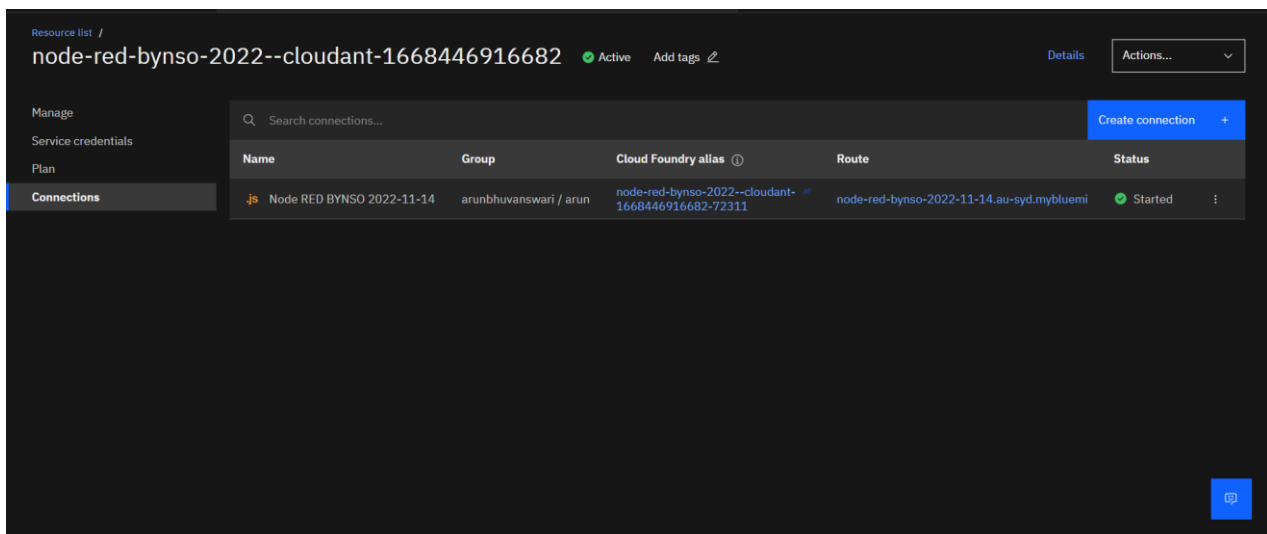 Resource list /
node-red-bynso-2022--cloudant-1668446916682 Active Add tags Details Actions...
Manage
Service credentials
Plan
Connections
Search connections... Create connection +
Name Group Cloud Foundry alias Route Status
.js Node RED BYNSO 2022-11-14 arunbhuvanswari / arun node-red-bynso-2022--cloudant- node-red-bynso-2022-11-14.au-syd.mybluemi Started
1668446916682-72311